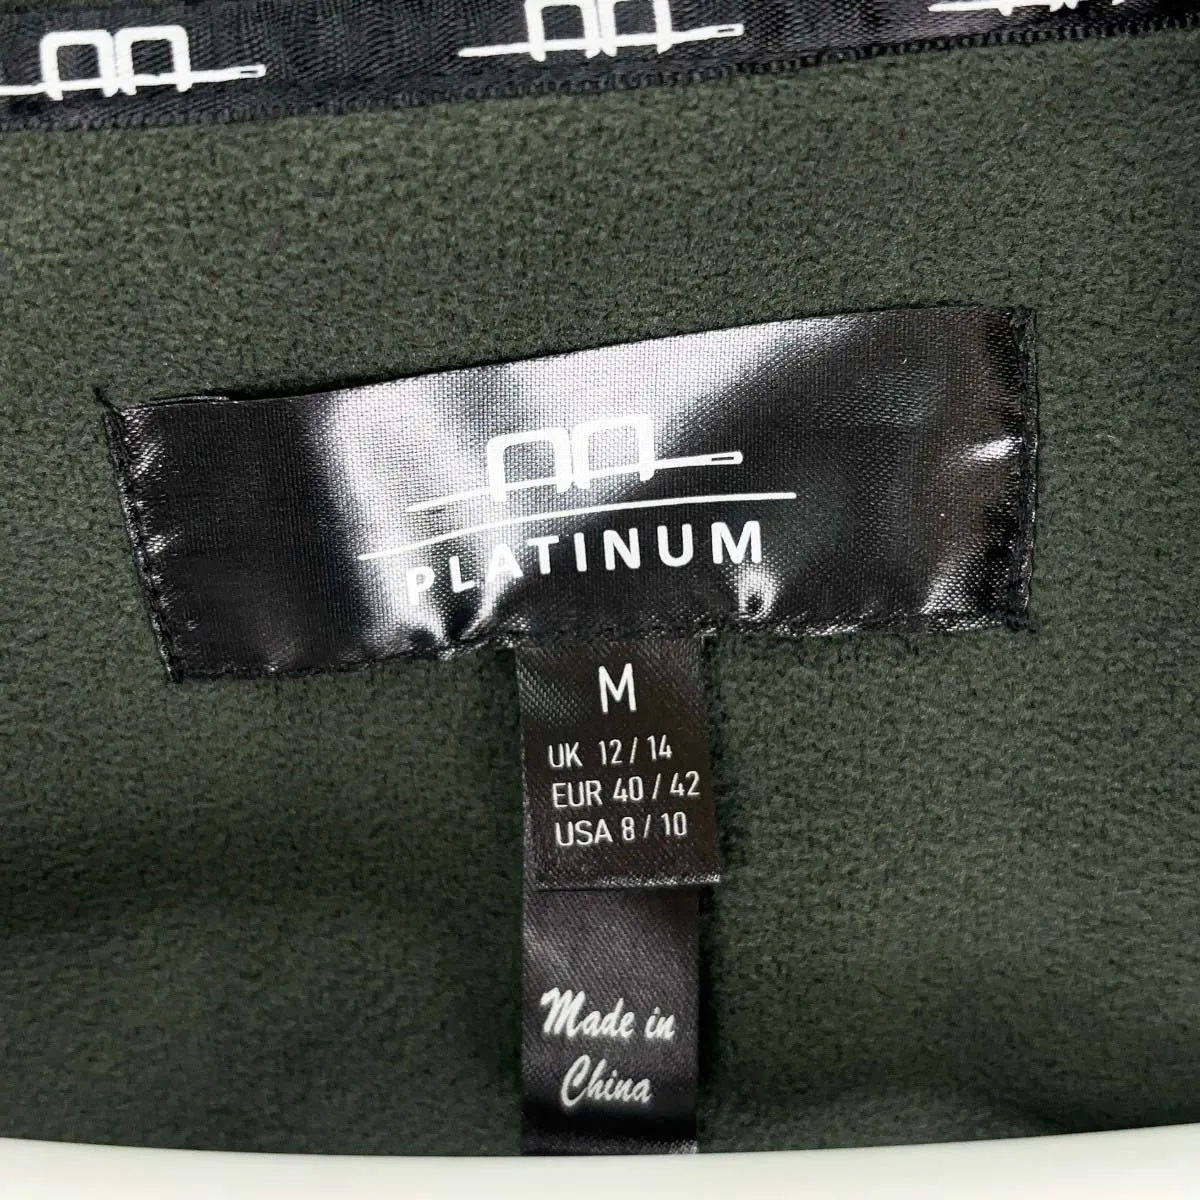 PLATINUM
M
UK 12 / 14
EUR 40 / 42
USA 8 / 10
Made in
China